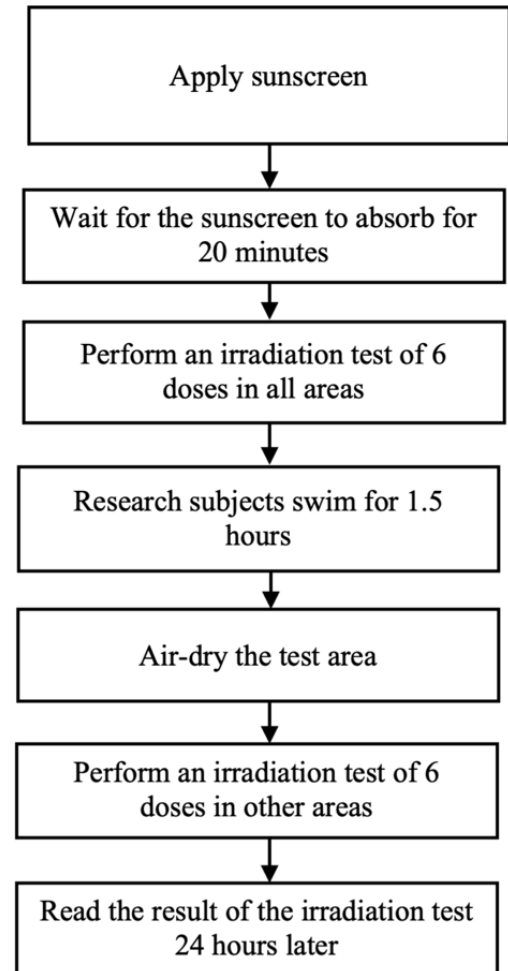 Apply sunscreen
Wait for the sunscreen to absorb for
20 minutes
Perform an irradiation test of 6
doses in all areas
Research subjects swim for 1.5
hours
Air-dry the test area
Perform an irradiation test of 6
doses in other areas
Read the result of the irradiation test
24 hours later